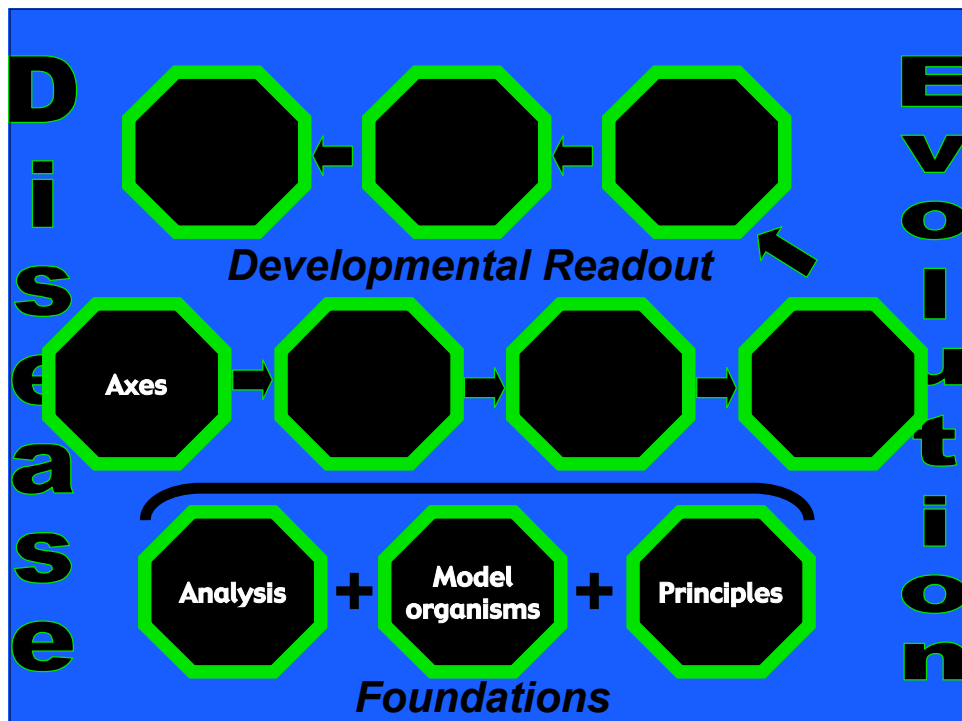 Disease
Evolution
Developmental Readout
Axes
Analysis
+
Model
organisms
+
Principles
Foundations